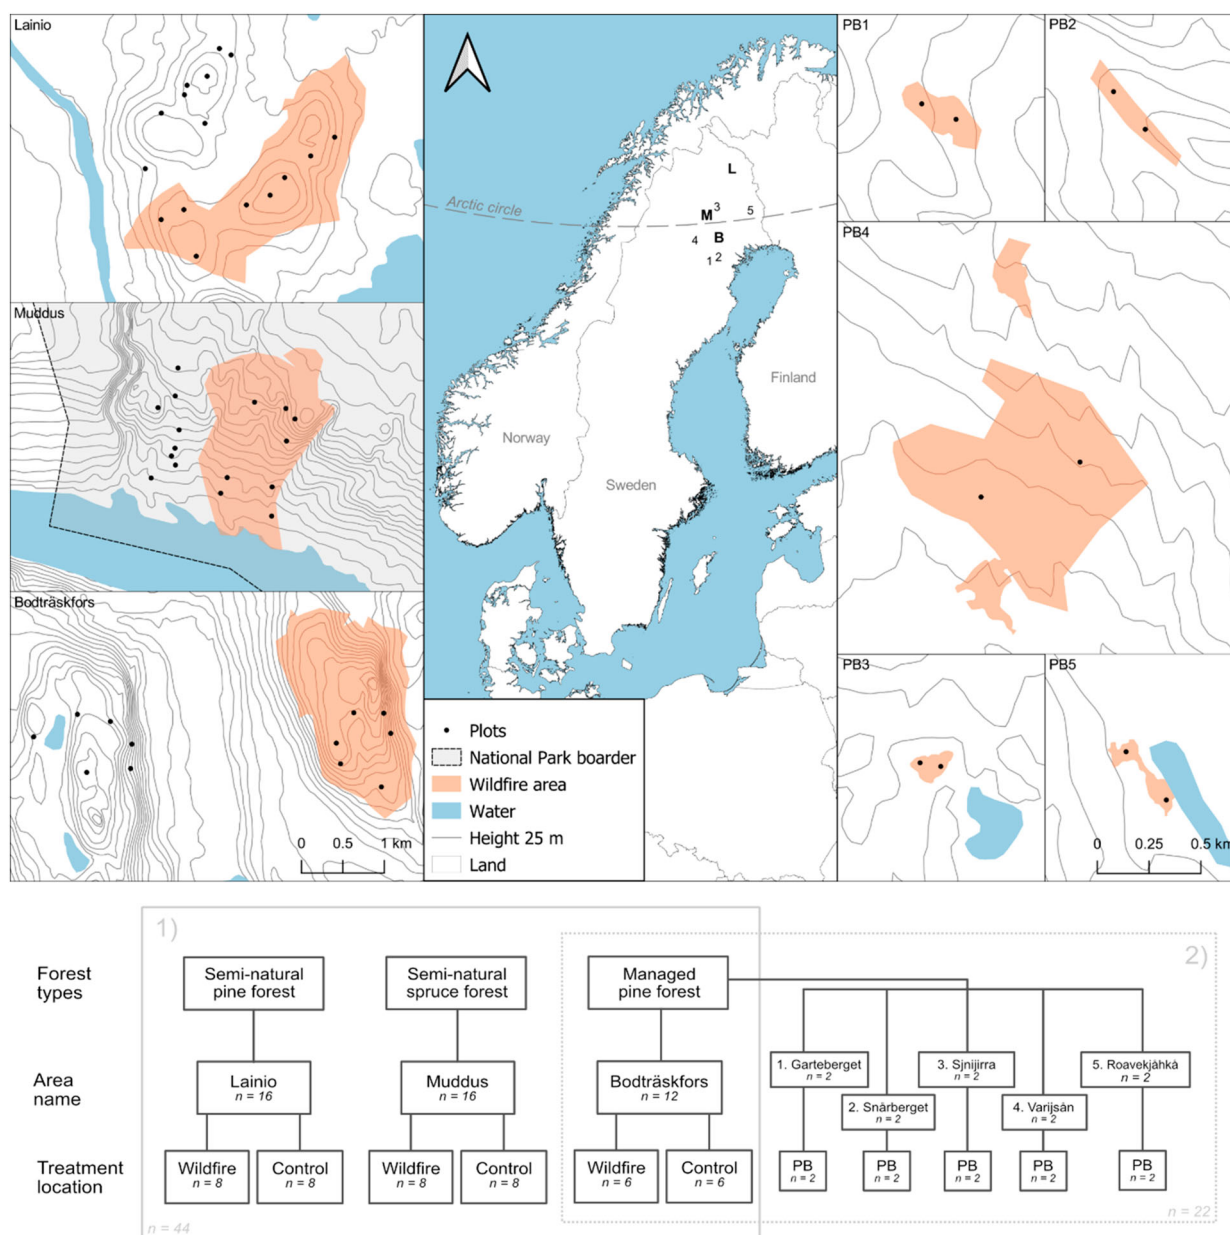 Lainio
Muddus
Bodträskfors
0 0.5 1 km
Arctic circle
L
M 3
5
4 B
1 2
Norway
Sweden
Finland
Plots
National Park boarder
Wildfire area
Water
Height 25 m
Land
PB1
PB2
PB4
PB3
PB5
0 0.25 0.5 km
1)
2)
Forest
types
Semi-natural
pine forest
Semi-natural
spruce forest
Managed
pine forest
Area
name
Lainio
n = 16
Muddus
n = 16
Bodträskfors
n = 12
1. Garteberget
n = 2
2. Snårberget
n = 2
3. Sjnijirra
n = 2
4. Varijsån
n = 2
5. Roavekjåhkå
n = 2
Treatment
location
Wildfire
n = 8
Control
n = 8
Wildfire
n = 8
Control
n = 8
Wildfire
n = 6
Control
n = 6
PB
n = 2
PB
n = 2
PB
n = 2
PB
n = 2
PB
n = 2
n = 44
n = 22